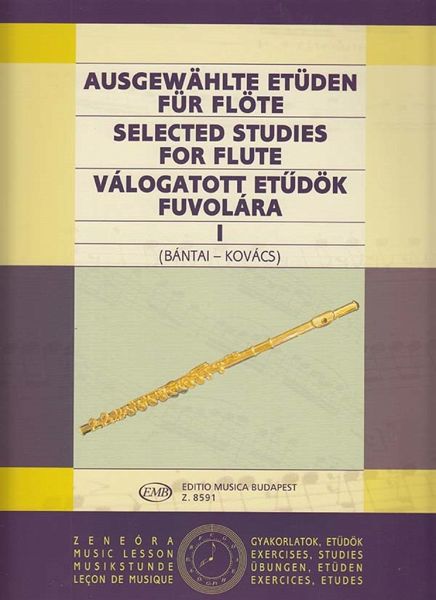 AUSGEWÄHLTE ETÜDEN
FÜR FLÖTE
SELECTED STUDIES
FOR FLUTE
VÁLOGATOTT ETŰDÖK
FUVOLÁRA
I
(BÁNTAI – KOVÁCS)
EMB
EDITIO MUSICA BUDAPEST
Z. 8591
ZENEÓRA
MUSIC LESSON
MUSIKSTUNDE
LEÇON DE MUSIQUE
GYAKORLATOK, ETŰDÖK
EXERCISES, STUDIES
ÜBUNGEN, ETÜDEN
EXERCICES, ETUDES